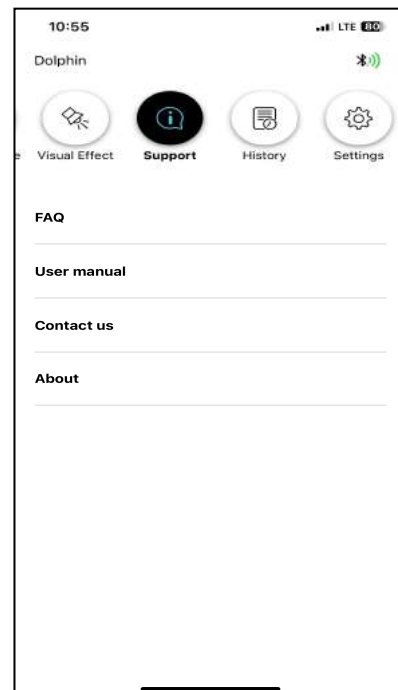 10:55 LTE 80
Dolphin
e Visual Effect Support History Settings
FAQ
User manual
Contact us
About